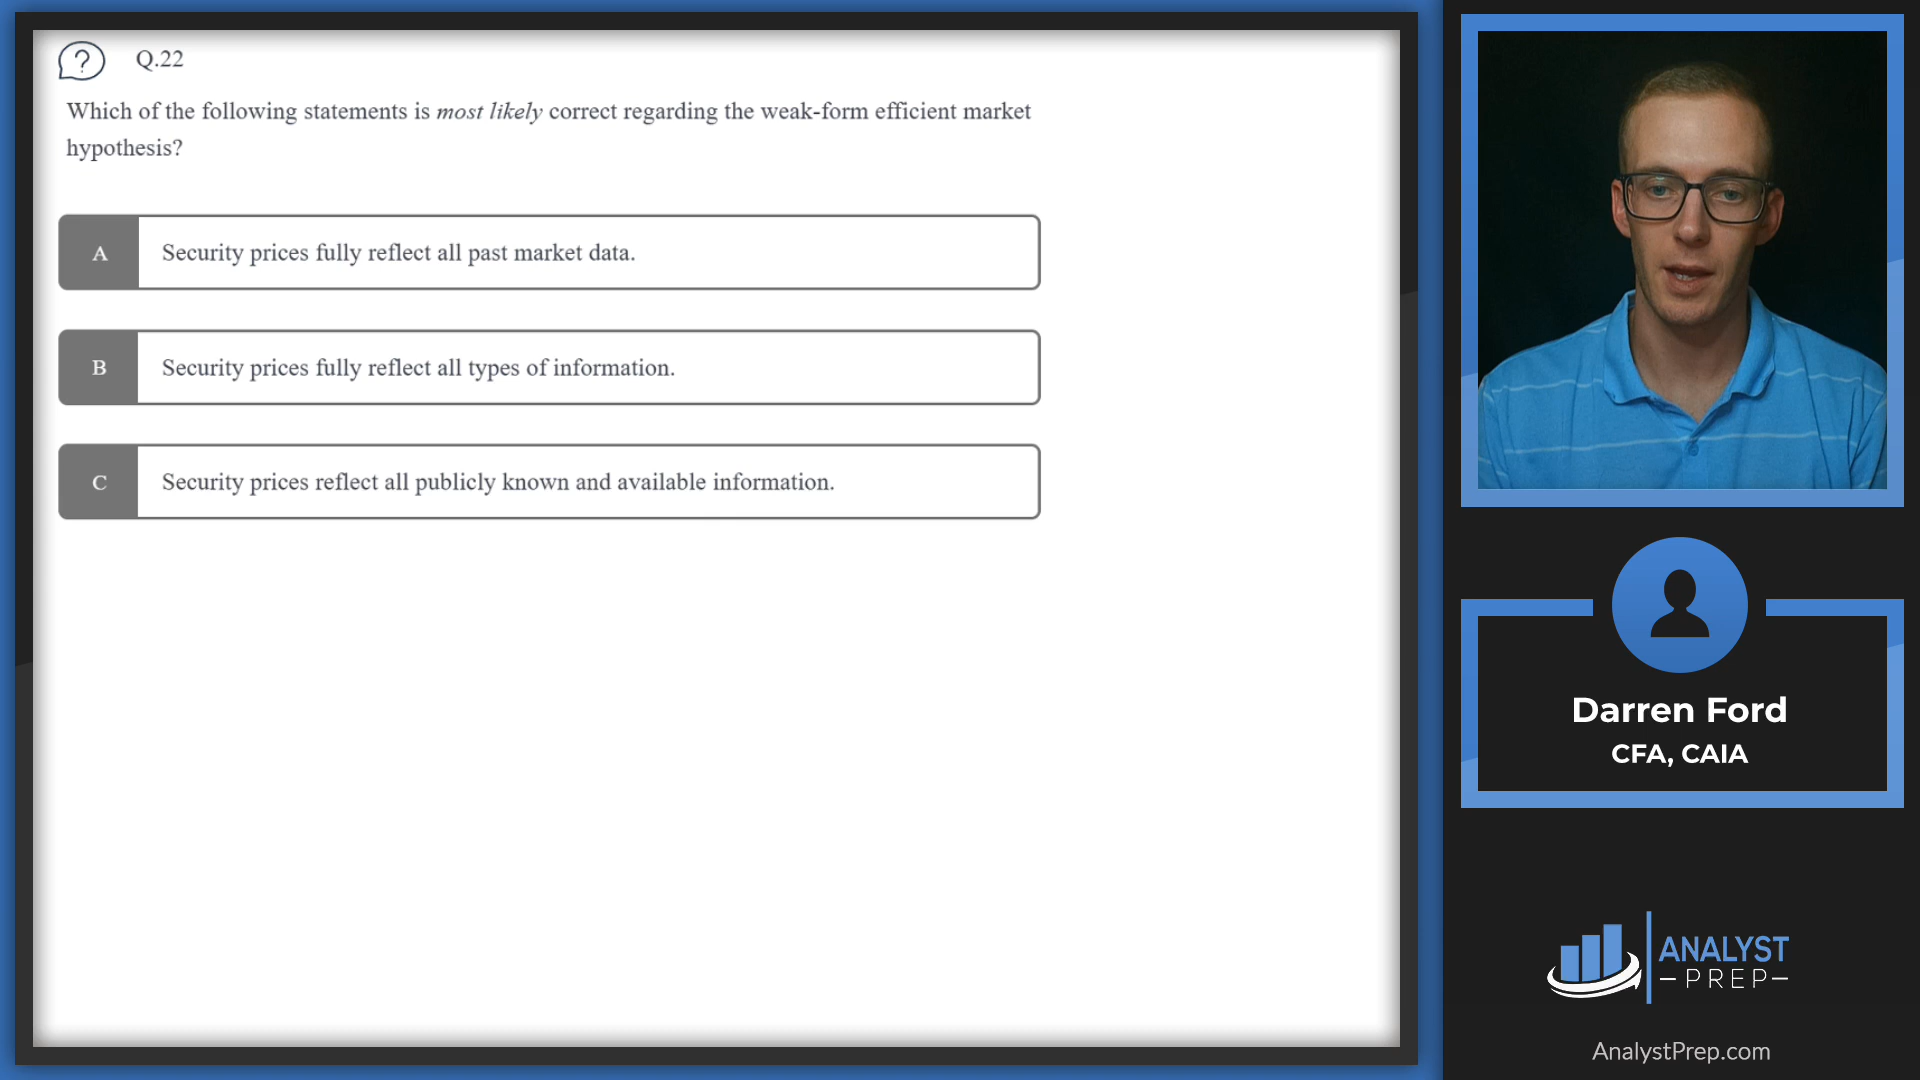 ?
Q.22
Which of the following statements is most likely correct regarding the weak-form efficient market
hypothesis?
A
Security prices fully reflect all past market data.
B
Security prices fully reflect all types of information.
C
Security prices reflect all publicly known and available information.
Darren Ford
CFA, CAIA
ANALYST
PREP
AnalystPrep.com